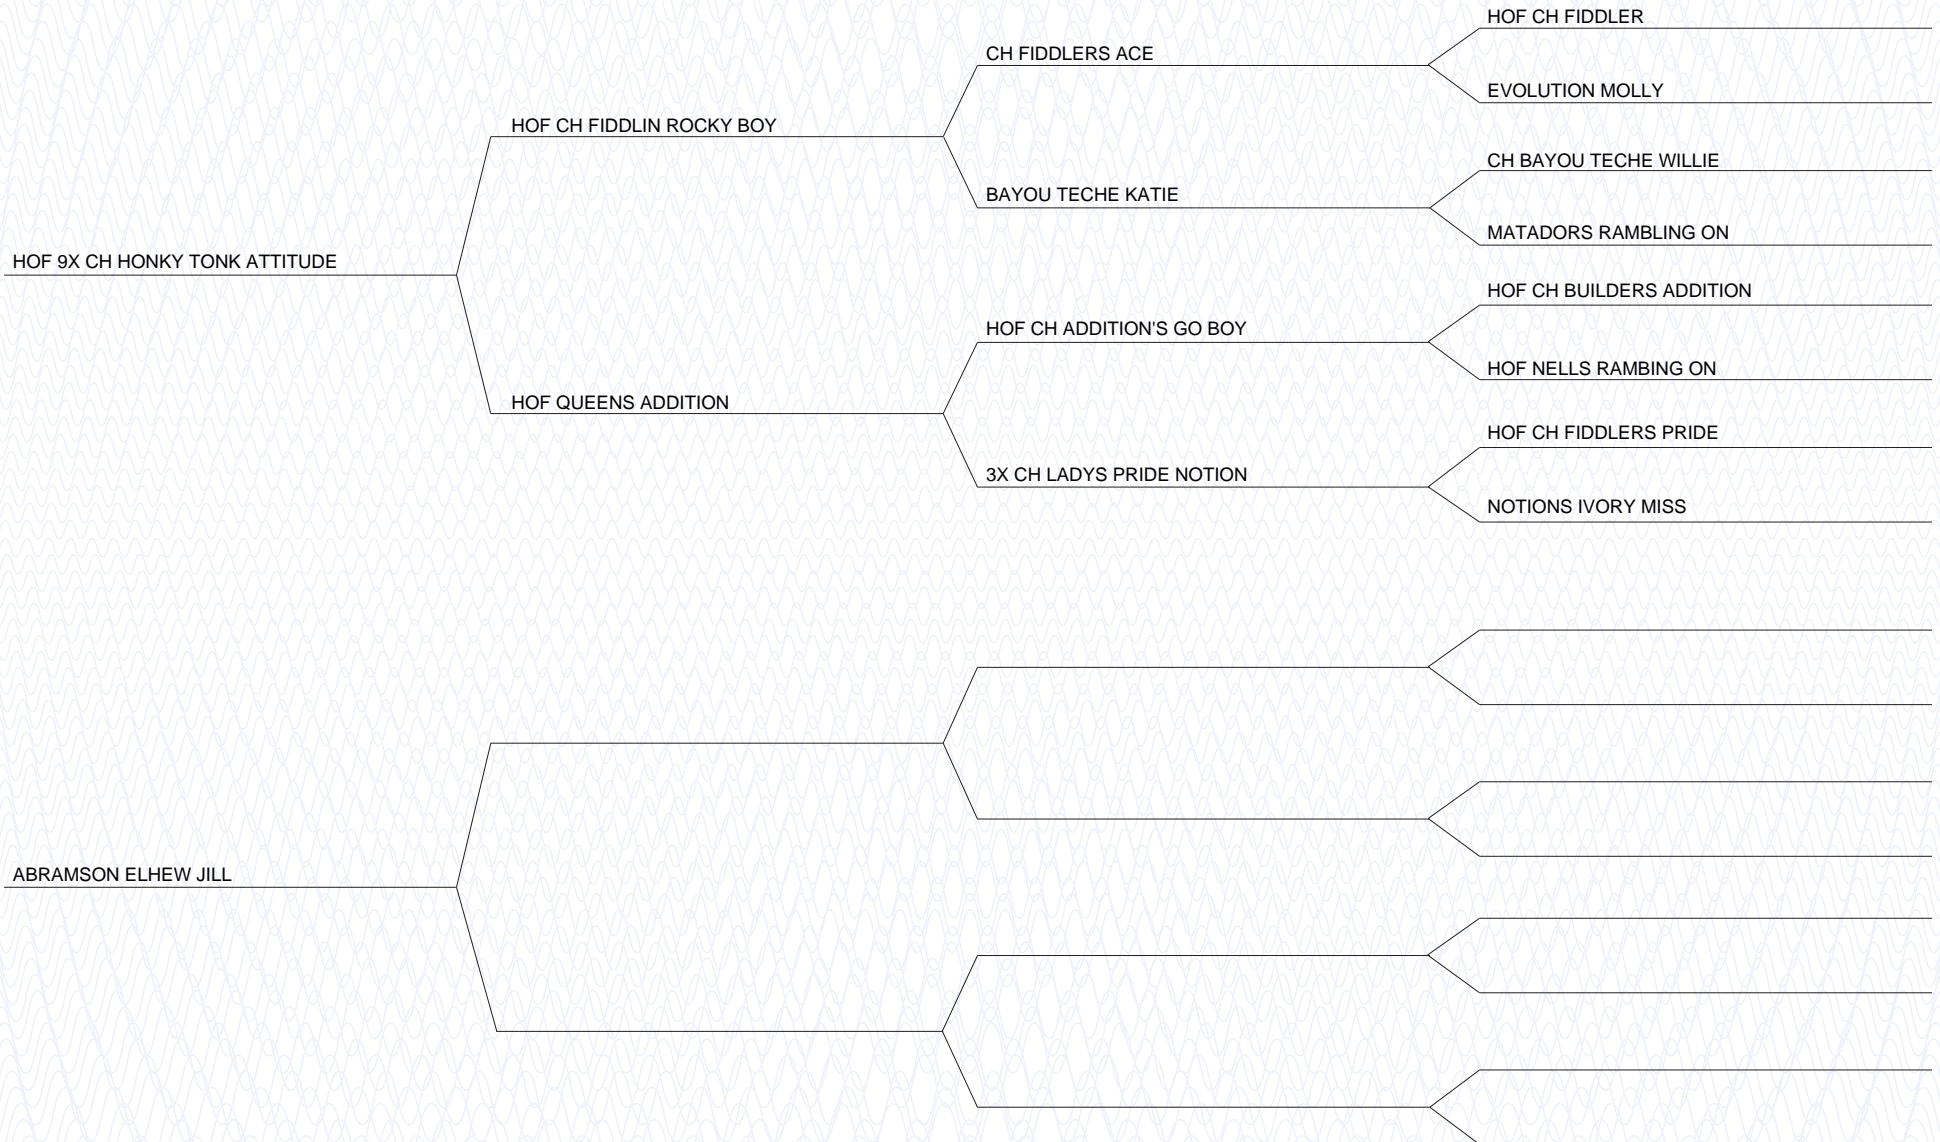 HOF CH FIDDLER
CH FIDDLERS ACE
EVOLUTION MOLLY
HOF CH FIDDLIN ROCKY BOY
CH BAYOU TECHE WILLIE
BAYOU TECHE KATIE
MATADORS RAMBLING ON
HOF 9X CH HONKY TONK ATTITUDE
HOF CH BUILDERS ADDITION
HOF CH ADDITION'S GO BOY
HOF NELLS RAMBING ON
HOF QUEENS ADDITION
HOF CH FIDDLERS PRIDE
3X CH LADYS PRIDE NOTION
NOTIONS IVORY MISS
ABRAMSON ELHEW JILL